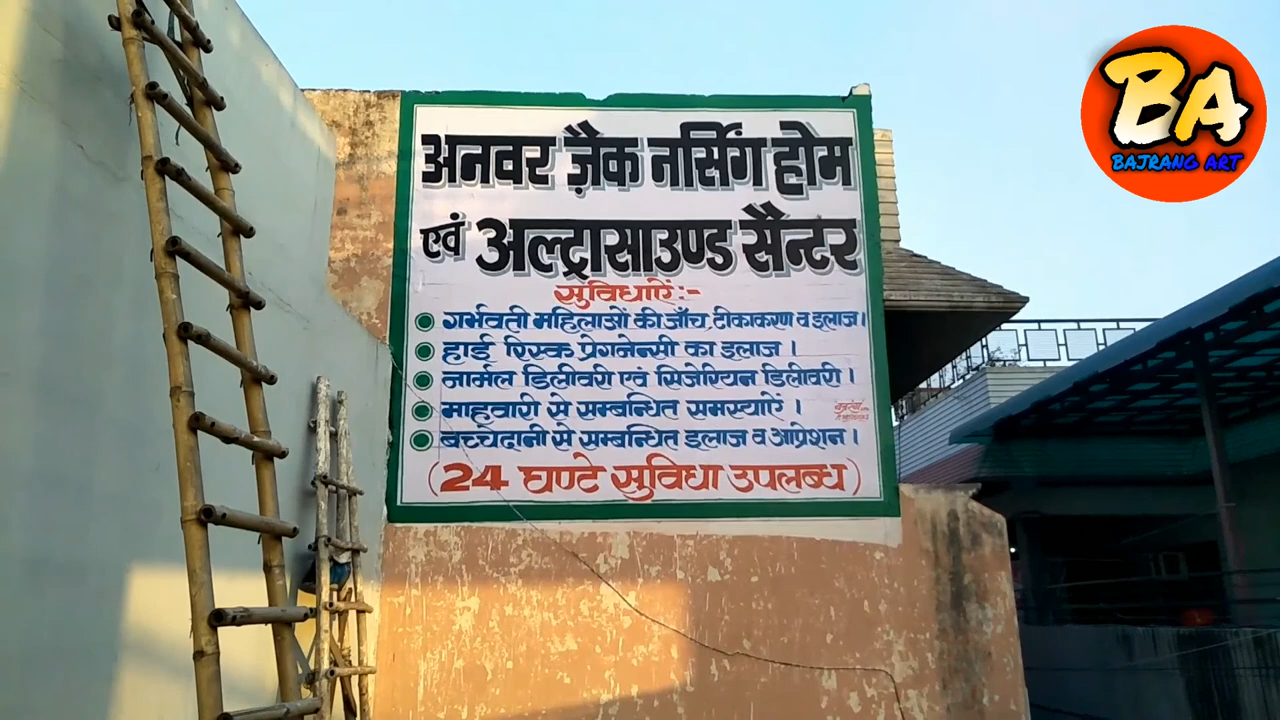 अनवर ज़ैक नर्सिंग होम
एवं अल्ट्रासाउण्ड सैन्टर
सुविधाऐं:-
गर्भवती महिलाओं की जाँच, टीकाकरण व इलाज।
हाई रिस्क प्रेगनेन्सी का इलाज।
नार्मल डिलीवरी एवं सिजेरियन डिलीवरी।
माहवारी से सम्बन्धित समस्याऐं।
बच्चेदानी से सम्बन्धित इलाज व आप्रेशन।
(24 घण्टे सुविधा उपलब्ध)
BA
BAJRANG ART